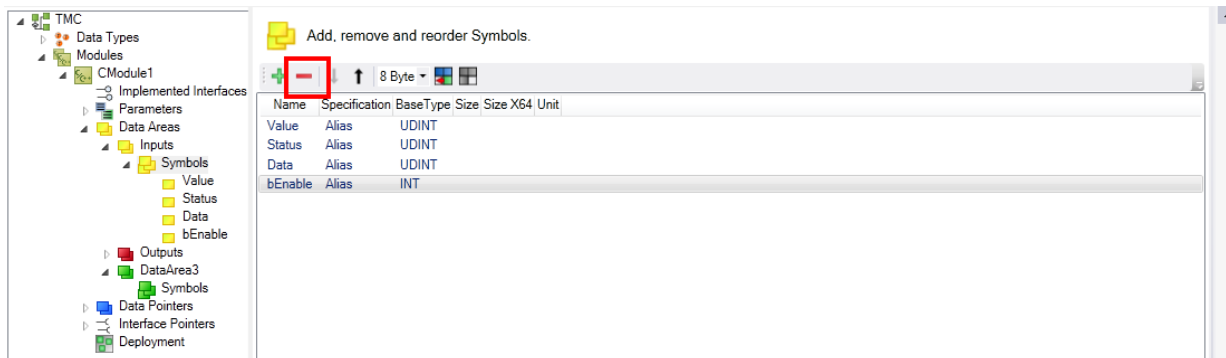 TMC
Data Types
Modules
CModule1
Implemented Interfaces
Parameters
Data Areas
Inputs
Symbols
Value
Status
Data
bEnable
Outputs
DataArea3
Symbols
Data Pointers
Interface Pointers
Deployment
Add, remove and reorder Symbols.
8 Byte
Name Specification BaseType Size Size X64 Unit
Value Alias UDINT
Status Alias UDINT
Data Alias UDINT
bEnable Alias INT